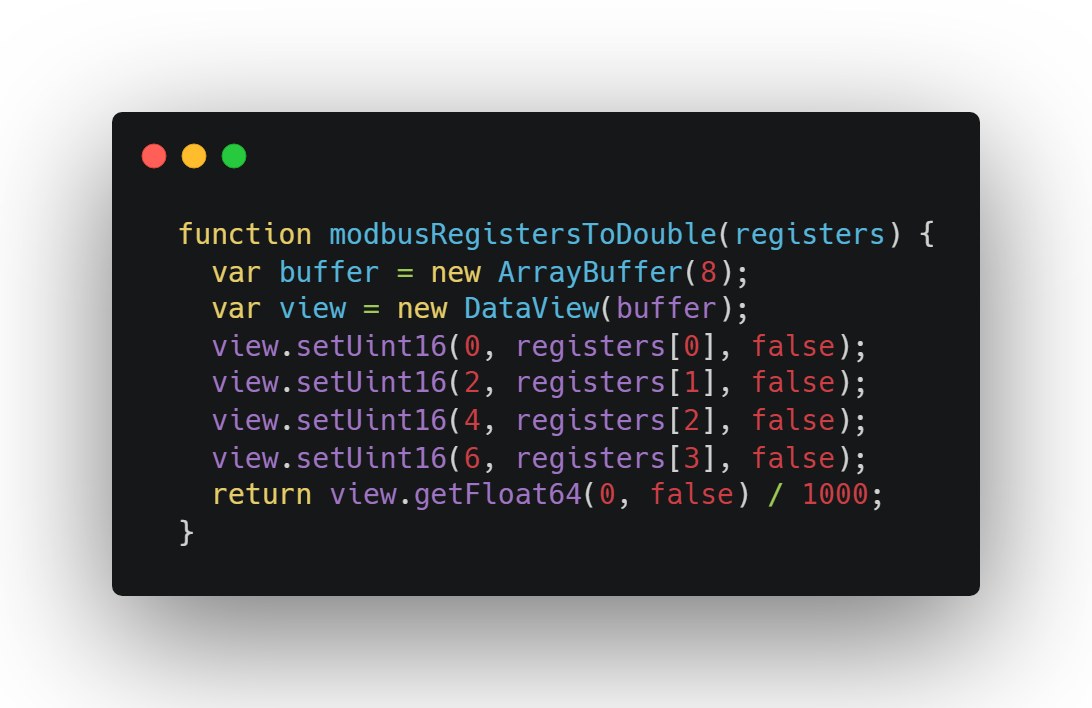 function modbusRegistersToDouble(registers) {
  var buffer = new ArrayBuffer(8);
  var view = new DataView(buffer);
  view.setUint16(0, registers[0], false);
  view.setUint16(2, registers[1], false);
  view.setUint16(4, registers[2], false);
  view.setUint16(6, registers[3], false);
  return view.getFloat64(0, false) / 1000;
}